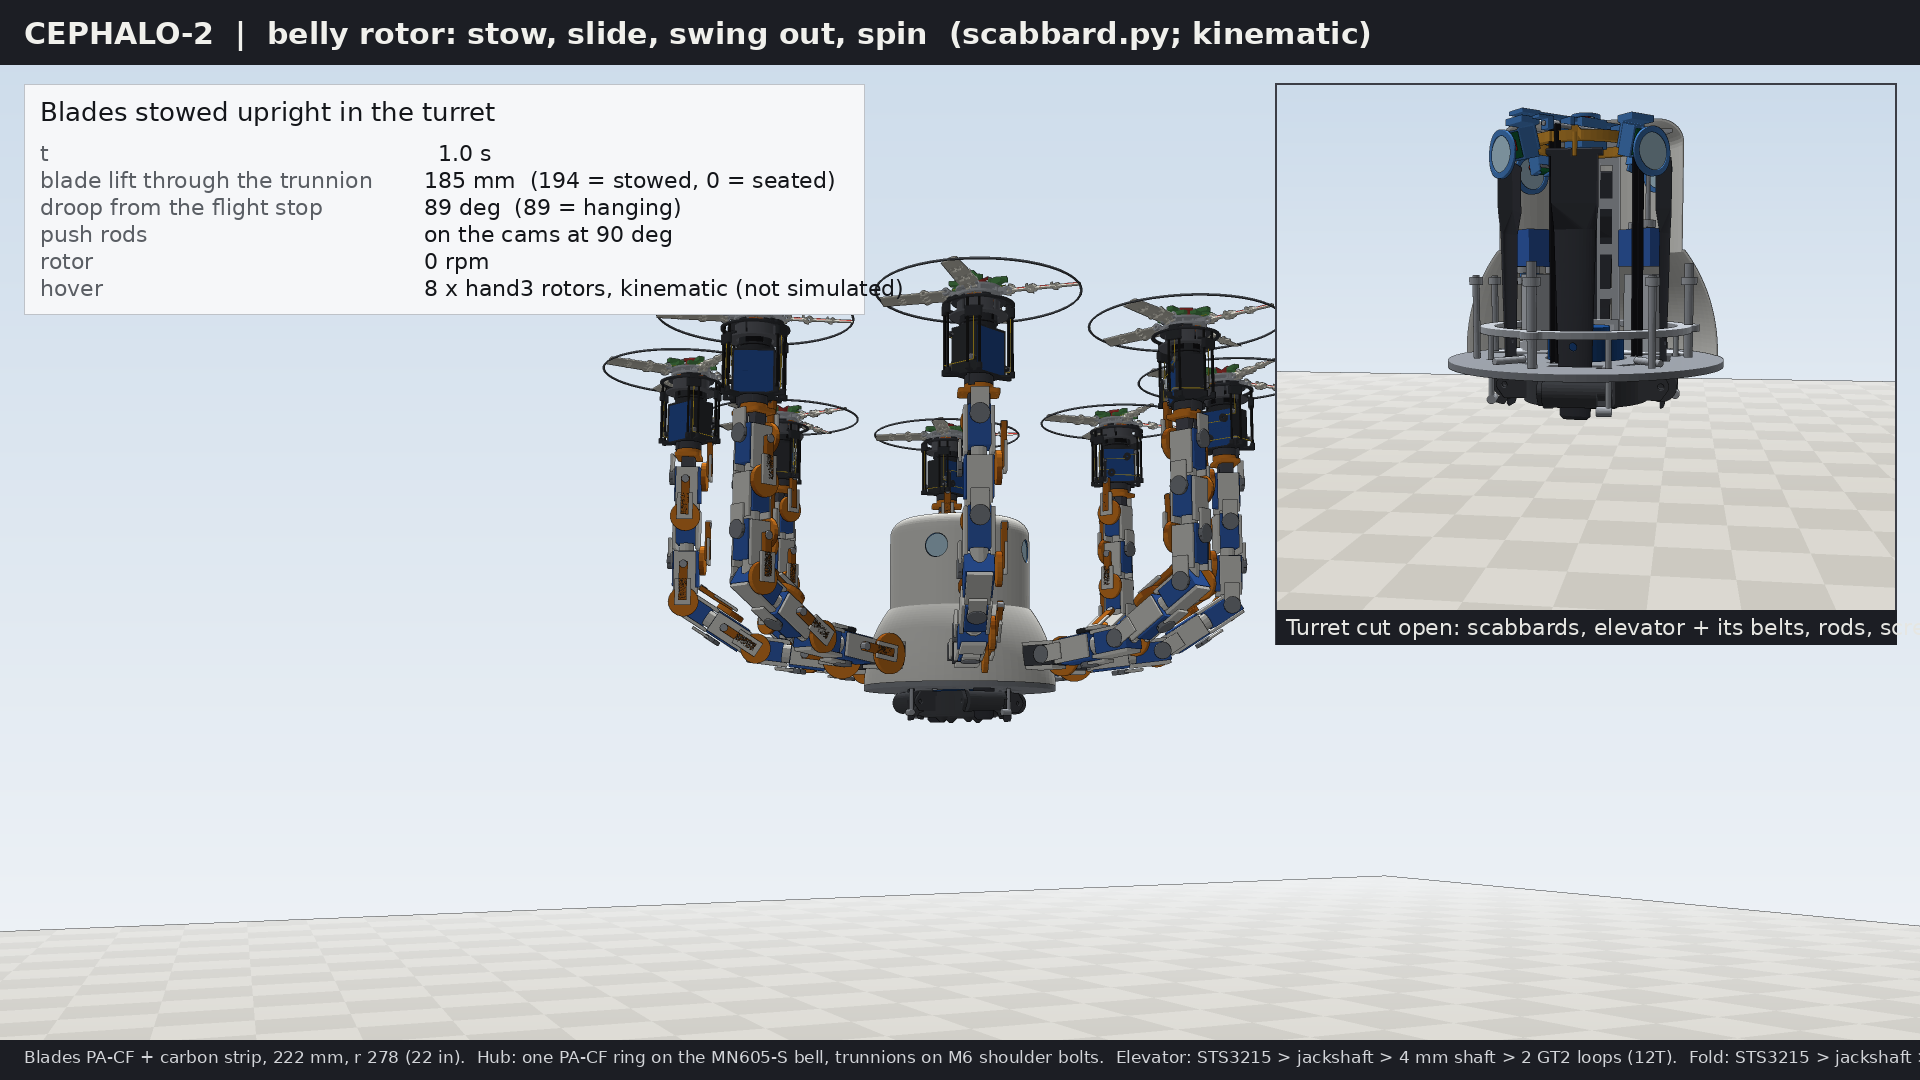 CEPHALO-2 | belly rotor: stow, slide, swing out, spin (scabbard.py; kinematic)
Blades stowed upright in the turret
t 1.0 s
blade lift through the trunnion 185 mm (194 = stowed, 0 = seated)
droop from the flight stop 89 deg (89 = hanging)
push rods on the cams at 90 deg
rotor 0 rpm
hover 8 x hand3 rotors, kinematic (not simulated)
Turret cut open: scabbards, elevator + its belts, rods,
Blades PA-CF + carbon strip, 222 mm, r 278 (22 in). Hub: one PA-CF ring on the MN605-S bell, trunnions on M6 shoulder bolts. Elevator: STS3215 > jackshaft > 4 mm shaft > 2 GT2 loops (12T). Fold: STS3215 > jackshaft >